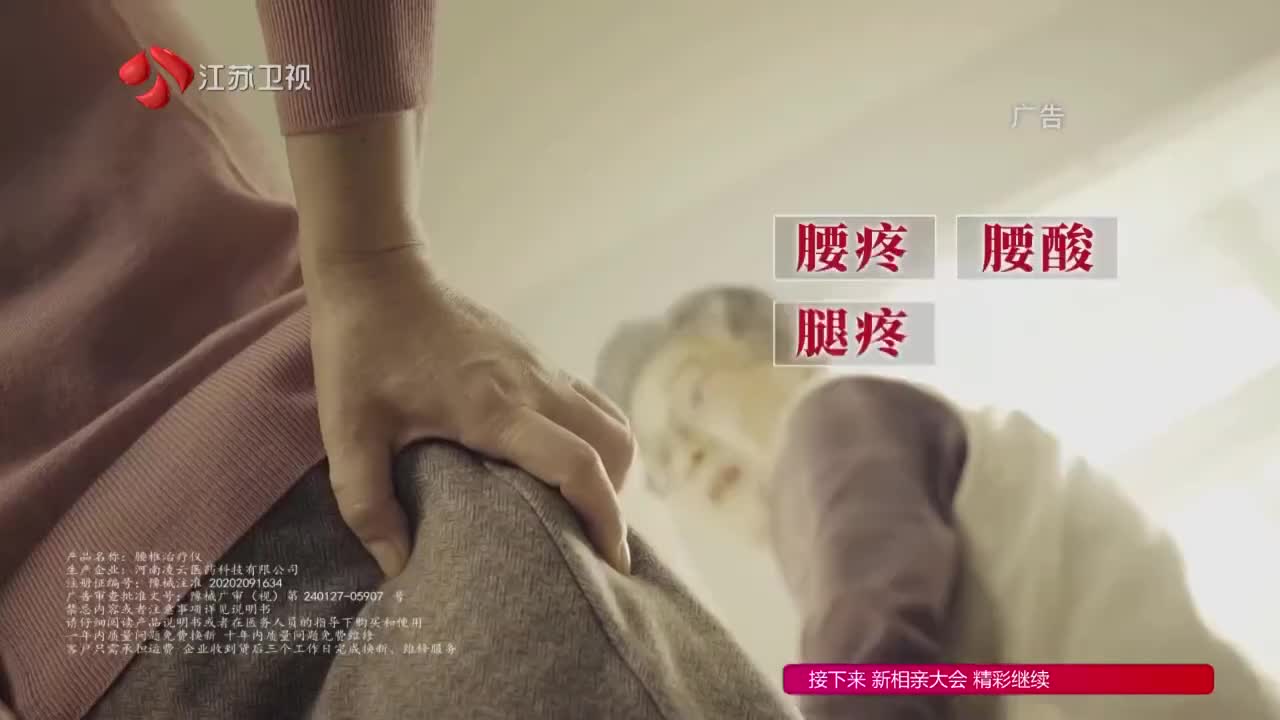 江苏卫视
广告
腰疼 腰酸
腿疼
产品名称：腰椎治疗仪
生产企业：河南凌云医药科技有限公司
注册证编号：豫械注准 20202091634
广告审查批准文号：豫械广审（视）第 240127-05907 号
禁忌内容或者注意事项详见说明书
请仔细阅读产品说明书或者在医务人员的指导下购买和使用
一年内质量问题免费换新 十年内质量问题免费维修
客户只需承担运费 企业收到货后三个工作日完成换新、维修服务
接下来 新相亲大会 精彩继续